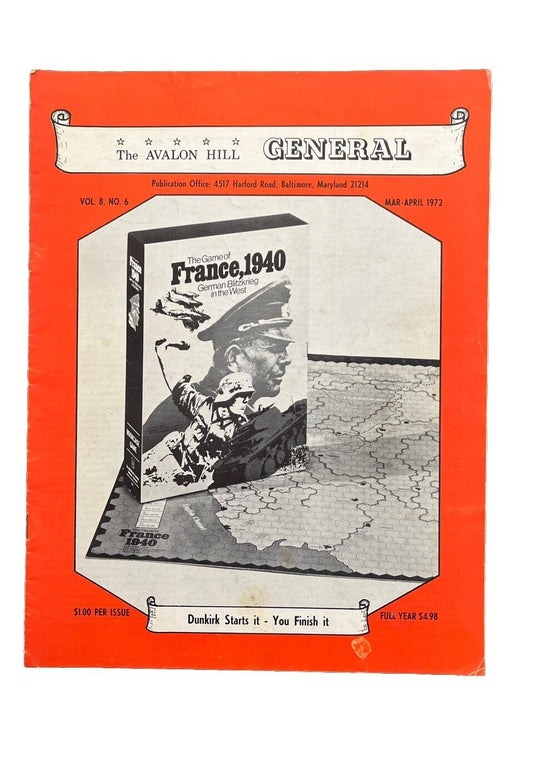 The AVALON HILL GENERAL
Publication Office: 4517 Harford Road, Baltimore, Maryland 21214
VOL. 8, NO. 6
MAR-APRIL 1972
The Game of
France, 1940
German Blitzkrieg
in the West
France
1940
$1.00 PER ISSUE
Dunkirk Starts it - You Finish it
FULL YEAR $4.98